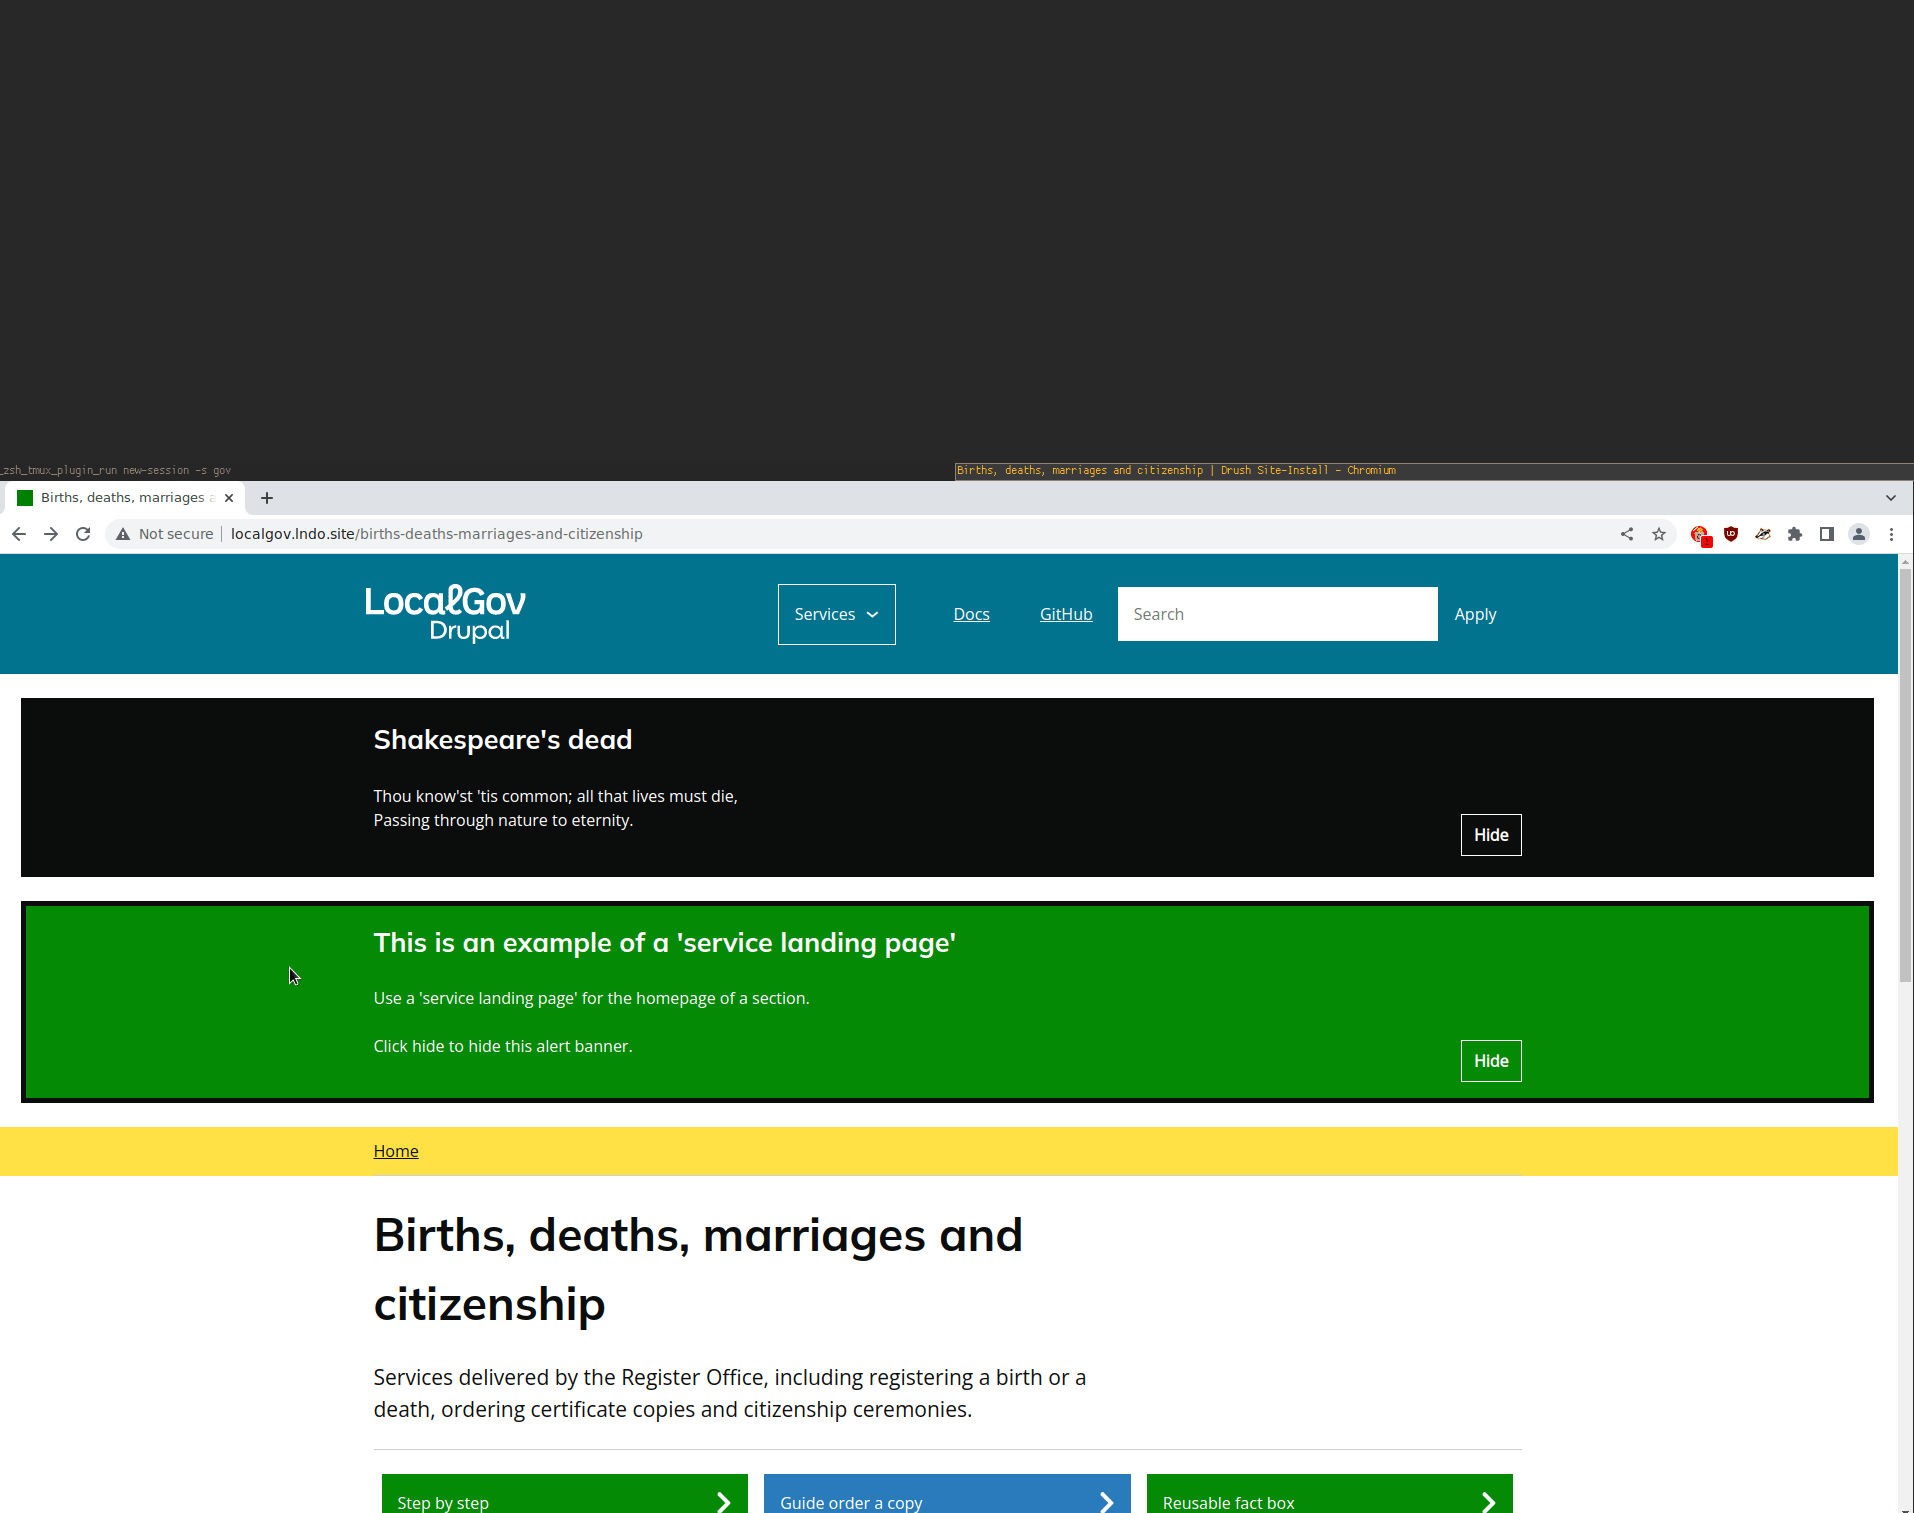 _zsh_tmux_plugin_run new-session -s gov
Births, deaths, marriages and citizenship | Drush Site-Install - Chromium
Births, deaths, marriages a
Not secure
localgov.lndo.site/births-deaths-marriages-and-citizenship
LocalGov
Drupal
Services
Docs
GitHub
Search
Apply
Shakespeare's dead
Thou know'st 'tis common; all that lives must die,
Passing through nature to eternity.
Hide
This is an example of a 'service landing page'
Use a 'service landing page' for the homepage of a section.
Click hide to hide this alert banner.
Hide
Home
Births, deaths, marriages and
citizenship
Services delivered by the Register Office, including registering a birth or a
death, ordering certificate copies and citizenship ceremonies.
Step by step
Guide order a copy
Reusable fact box